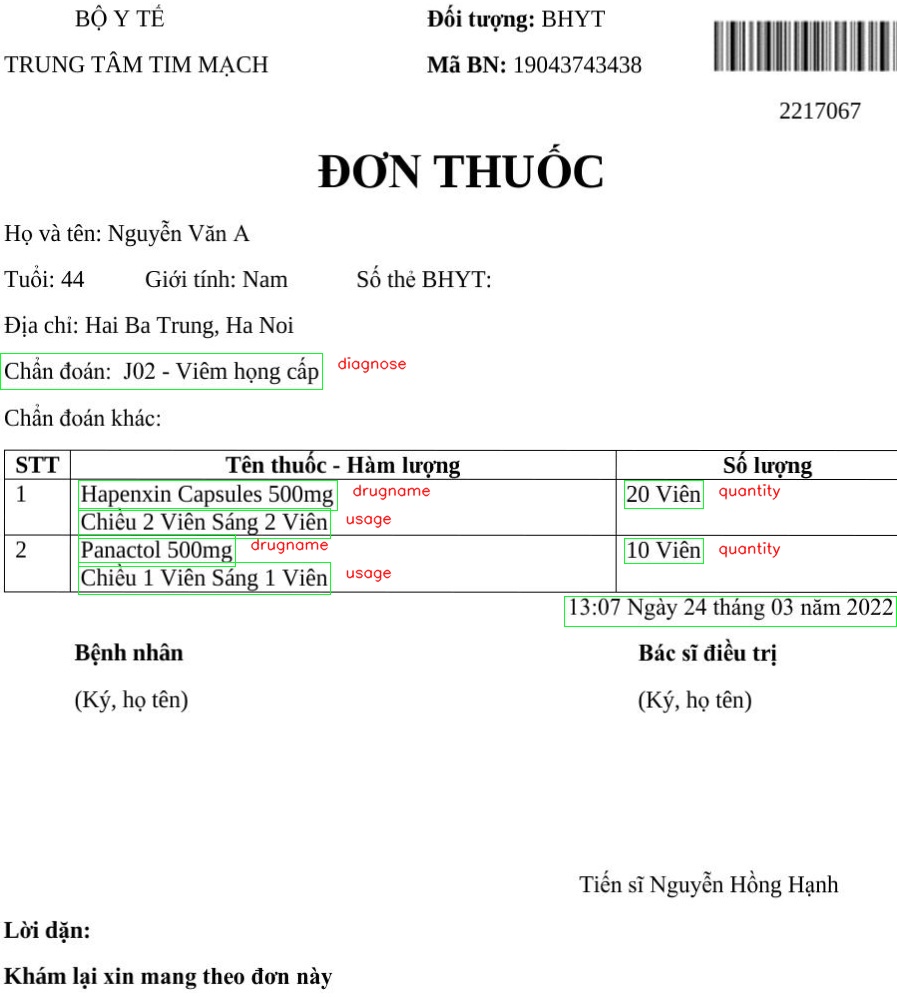 BỘ Y TẾ
Đối tượng: BHYT
TRUNG TÂM TIM MẠCH
Mã BN: 19043743438
2217067
ĐƠN THUỐC
Họ và tên: Nguyễn Văn A
Tuổi: 44 Giới tính: Nam Số thẻ BHYT:
Địa chỉ: Hai Ba Trung, Ha Noi
Chẩn đoán: J02 - Viêm họng cấp diagnose
Chẩn đoán khác:
STT Tên thuốc - Hàm lượng Số lượng
1 Hapenxin Capsules 500mg drugname 20 Viên quantity
Chiều 2 Viên Sáng 2 Viên usage
2 Panactol 500mg drugname 10 Viên quantity
Chiều 1 Viên Sáng 1 Viên usage
13:07 Ngày 24 tháng 03 năm 2022
Bệnh nhân Bác sĩ điều trị
(Ký, họ tên) (Ký, họ tên)
Tiến sĩ Nguyễn Hồng Hạnh
Lời dặn:
Khám lại xin mang theo đơn này